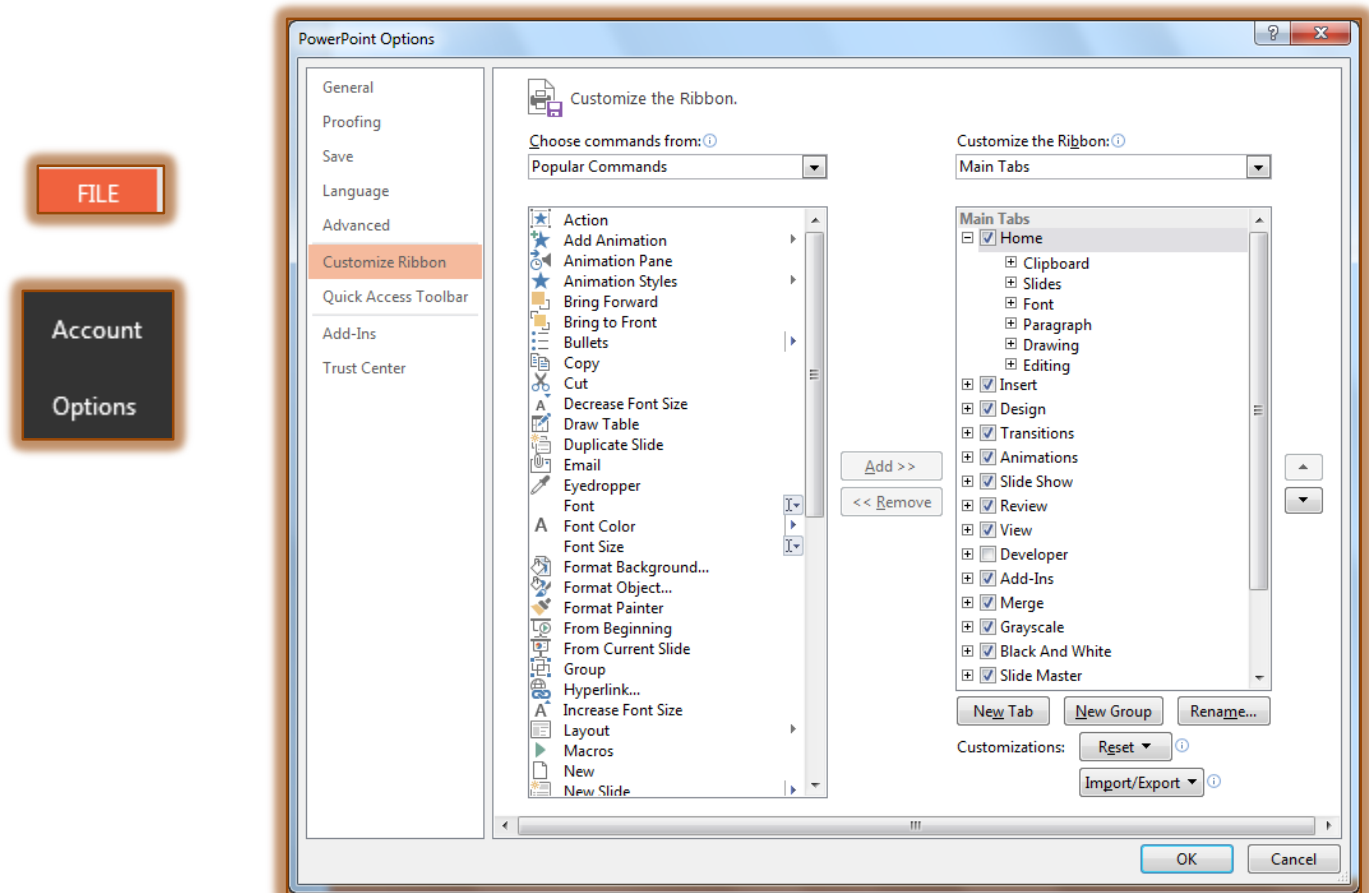 FILE
Account
Options
PowerPoint Options
General
Proofing
Save
Language
Advanced
Customize Ribbon
Quick Access Toolbar
Add-Ins
Trust Center
Customize the Ribbon.
Choose commands from:
Popular Commands
Action
Add Animation
Animation Pane
Animation Styles
Bring Forward
Bring to Front
Bullets
Copy
Cut
Decrease Font Size
Draw Table
Duplicate Slide
Email
Eyedropper
Font
Font Color
Font Size
Format Background...
Format Object...
Format Painter
From Beginning
From Current Slide
Group
Hyperlink...
Increase Font Size
Layout
Macros
New
New Slide
Add >>
<< Remove
Customize the Ribbon:
Main Tabs
Main Tabs
Home
Clipboard
Slides
Font
Paragraph
Drawing
Editing
Insert
Design
Transitions
Animations
Slide Show
Review
View
Developer
Add-Ins
Merge
Grayscale
Black And White
Slide Master
New Tab New Group Rename...
Customizations: Reset
Import/Export
OK Cancel